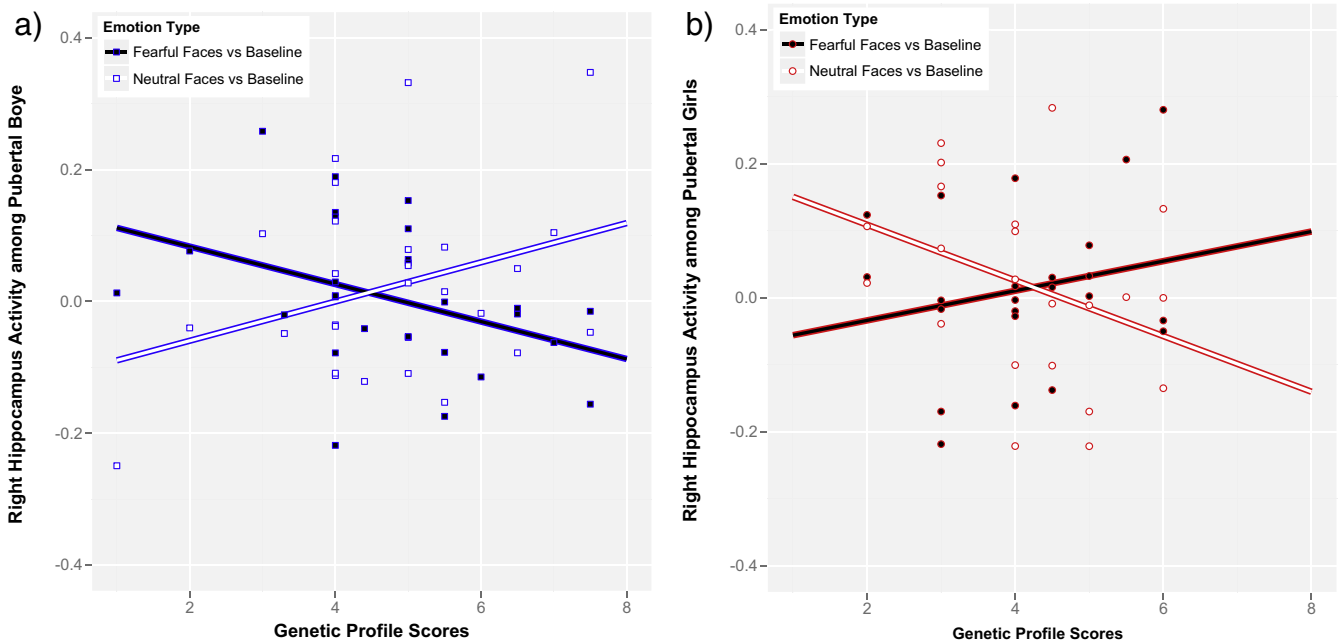 a)
Emotion Type
Fearful Faces vs Baseline
Neutral Faces vs Baseline
0.4
0.2
0.0
-0.2
-0.4
2
4
6
8
Genetic Profile Scores
Right Hippocampus Activity among Pubertal Boye
b)
Emotion Type
Fearful Faces vs Baseline
Neutral Faces vs Baseline
0.4
0.2
0.0
-0.2
-0.4
2
4
6
8
Genetic Profile Scores
Right Hippocampus Activity among Pubertal Girls